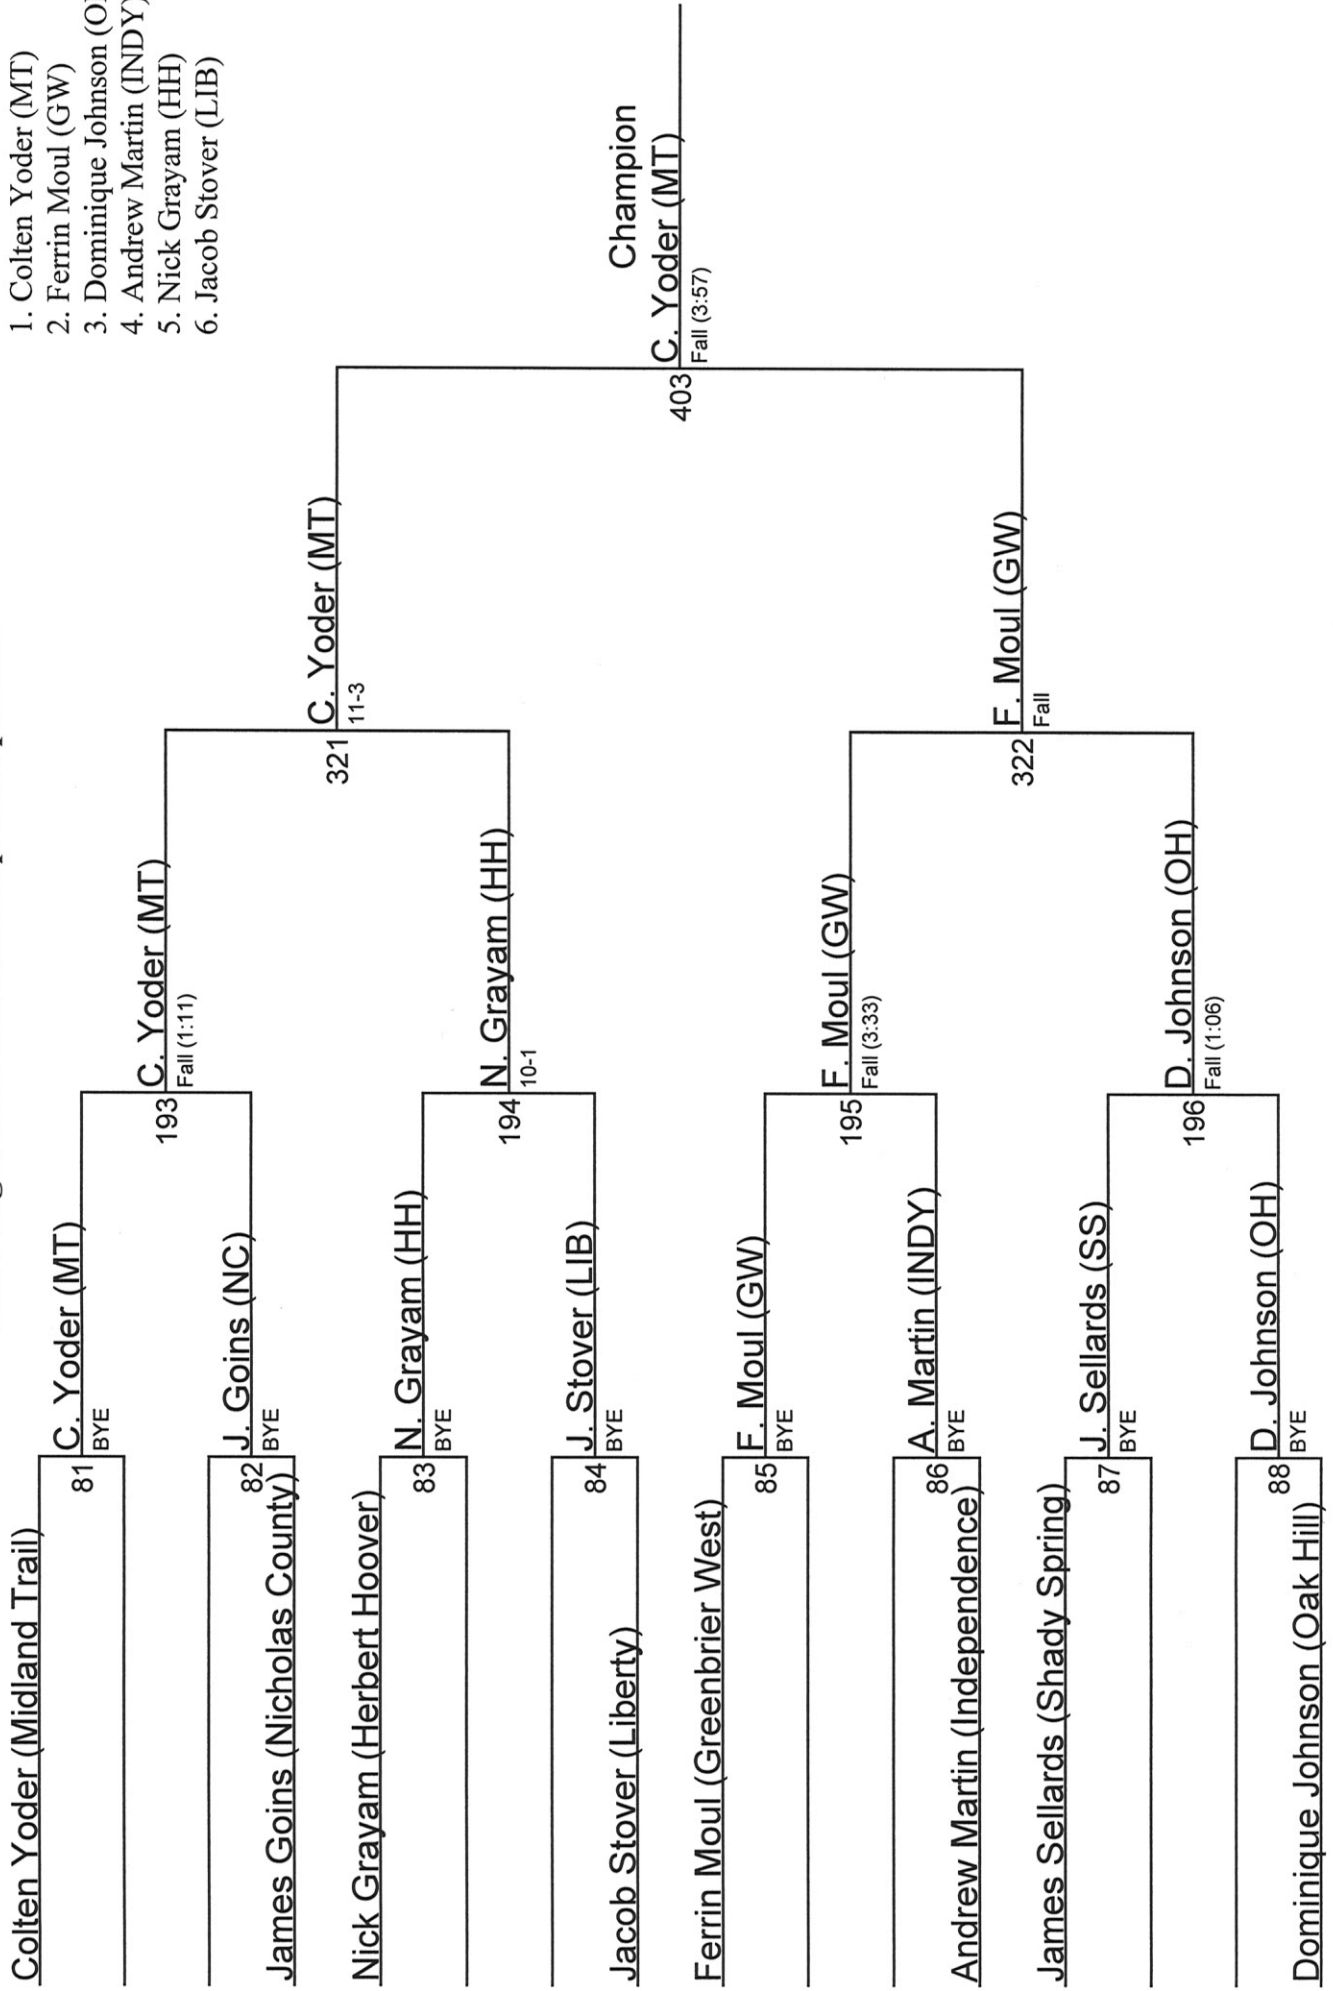 1. Colten Yoder (MT)
2. Ferrin Moul (GW)
3. Dominique Johnson (O
4. Andrew Martin (INDY)
5. Nick Grayam (HH)
6. Jacob Stover (LIB)
Colten Yoder (Midland Trail)
81
C. Yoder (MT)
BYE
82
James Goins (Nicholas County)
J. Goins (NC)
BYE
193
C. Yoder (MT)
Fall (1:11)
Nick Grayam (Herbert Hoover)
83
N. Grayam (HH)
BYE
84
Jacob Stover (Liberty)
J. Stover (LIB)
BYE
194
N. Grayam (HH)
10-1
321
C. Yoder (MT)
11-3
Ferrin Moul (Greenbrier West)
85
F. Moul (GW)
BYE
86
Andrew Martin (Independence)
A. Martin (INDY)
BYE
195
F. Moul (GW)
Fall (3:33)
James Sellards (Shady Spring)
87
J. Sellards (SS)
BYE
88
Dominique Johnson (Oak Hill)
D. Johnson (OH)
BYE
196
D. Johnson (OH)
Fall (1:06)
322
F. Moul (GW)
Fall
403
Champion
C. Yoder (MT)
Fall (3:57)